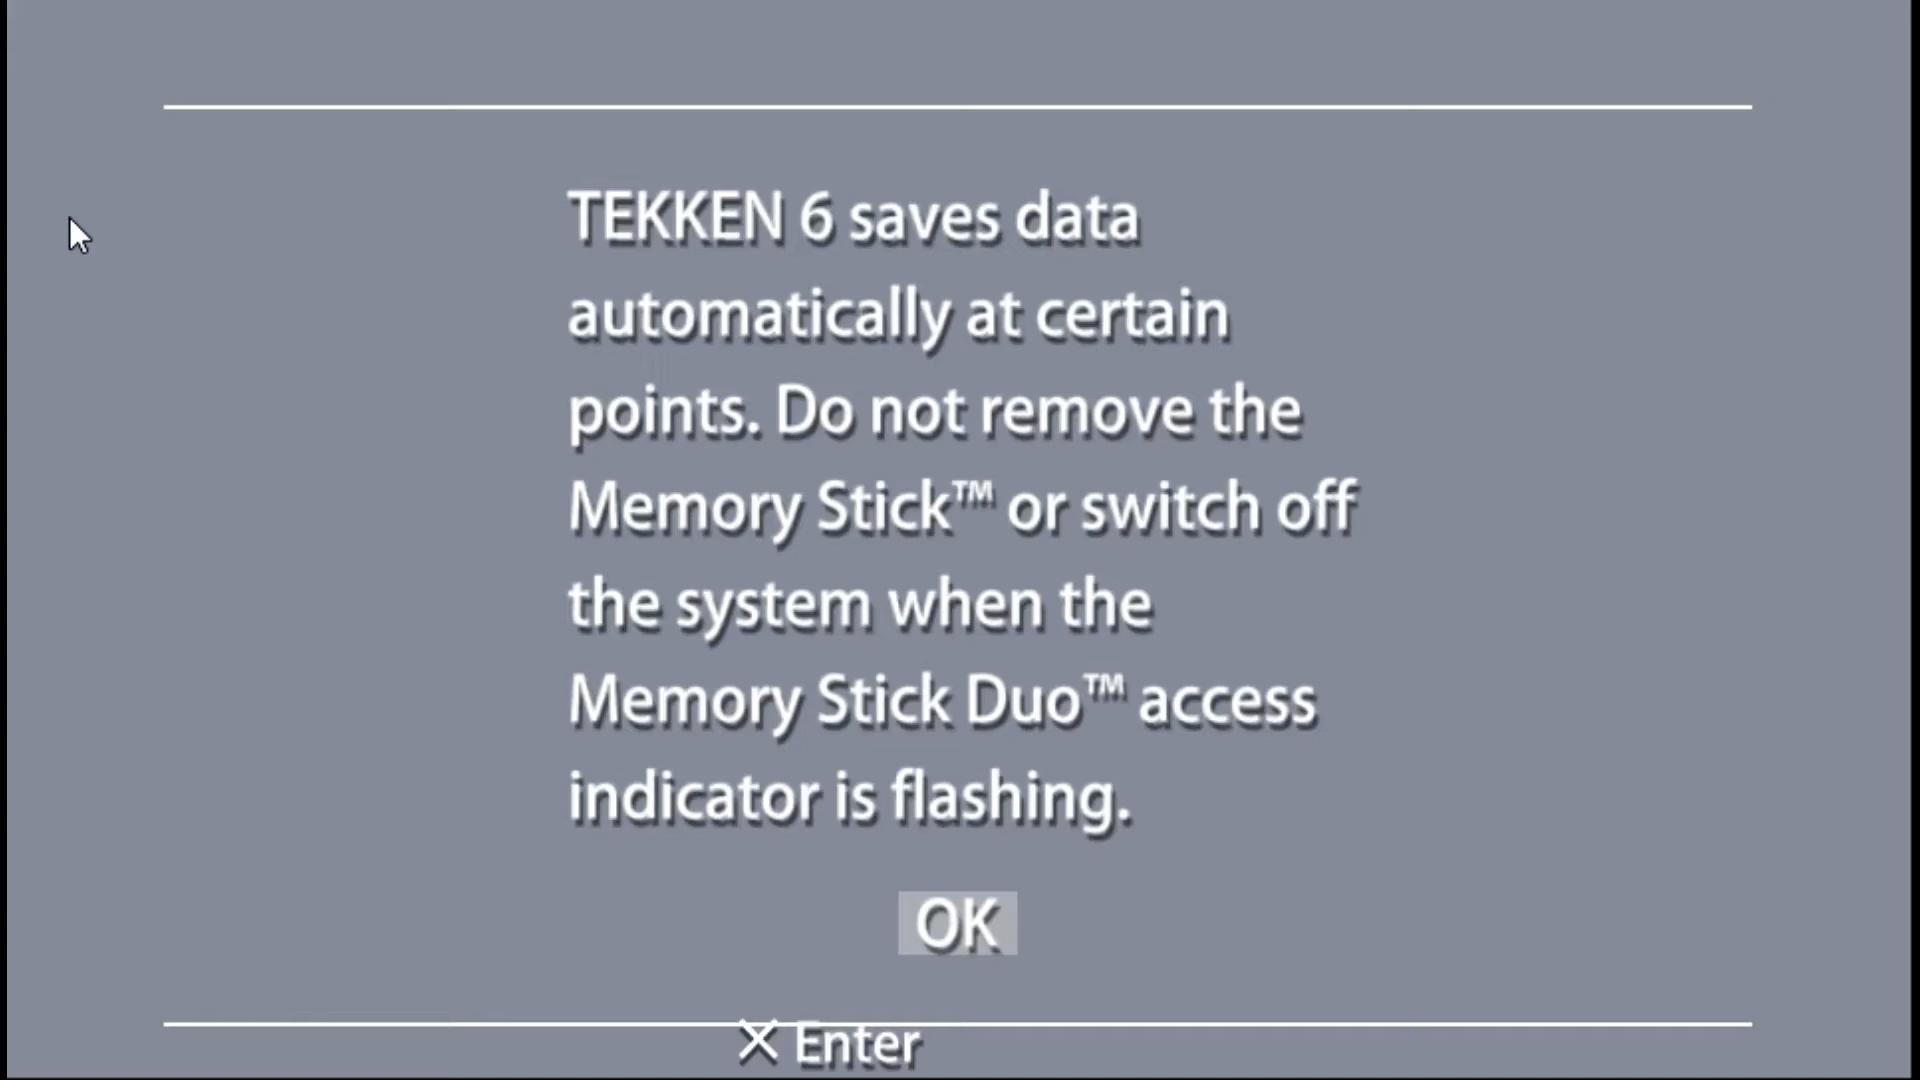 TEKKEN 6 saves data
automatically at certain
points. Do not remove the
Memory Stick™ or switch off
the system when the
Memory Stick Duo™ access
indicator is flashing.
OK
✕ Enter